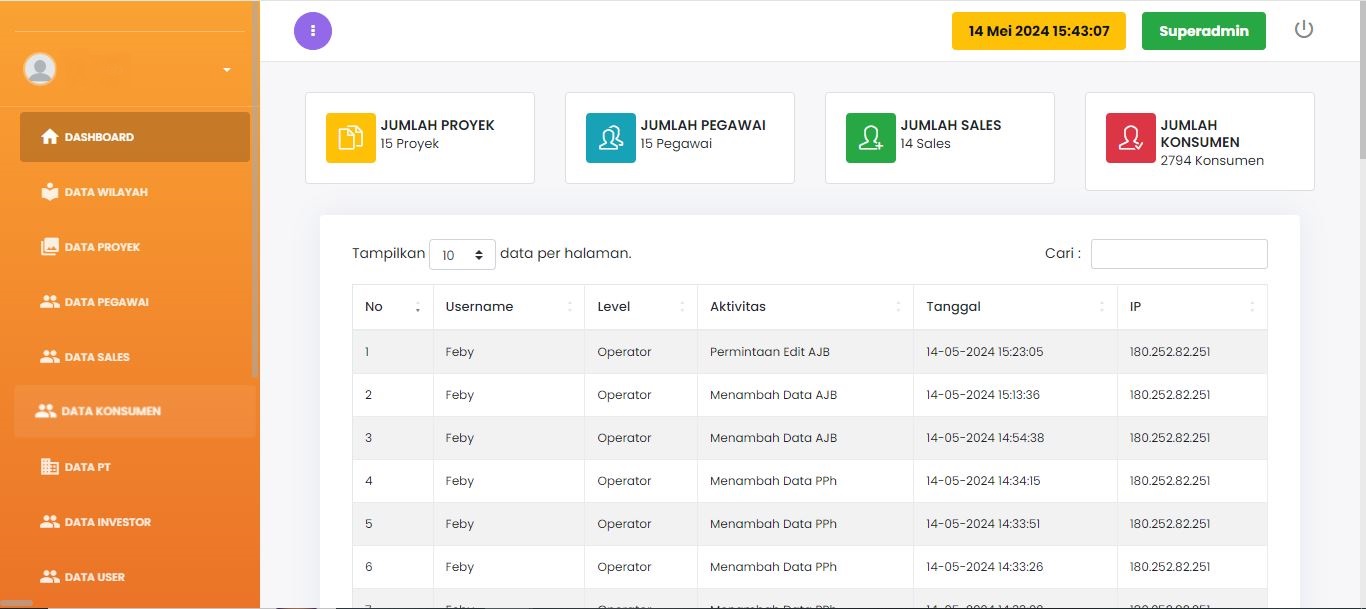 14 Mei 2024 15:43:07
Superadmin
DASHBOARD
DATA WILAYAH
DATA PROYEK
DATA PEGAWAI
DATA SALES
DATA KONSUMEN
DATA PT
DATA INVESTOR
DATA USER
JUMLAH PROYEK
15 Proyek
JUMLAH PEGAWAI
15 Pegawai
JUMLAH SALES
14 Sales
JUMLAH
KONSUMEN
2794 Konsumen
Tampilkan 10 data per halaman.
Cari :
No Username Level Aktivitas Tanggal IP
1 Feby Operator Permintaan Edit AJB 14-05-2024 15:23:05 180.252.82.251
2 Feby Operator Menambah Data AJB 14-05-2024 15:13:36 180.252.82.251
3 Feby Operator Menambah Data AJB 14-05-2024 14:54:38 180.252.82.251
4 Feby Operator Menambah Data PPh 14-05-2024 14:34:15 180.252.82.251
5 Feby Operator Menambah Data PPh 14-05-2024 14:33:51 180.252.82.251
6 Feby Operator Menambah Data PPh 14-05-2024 14:33:26 180.252.82.251